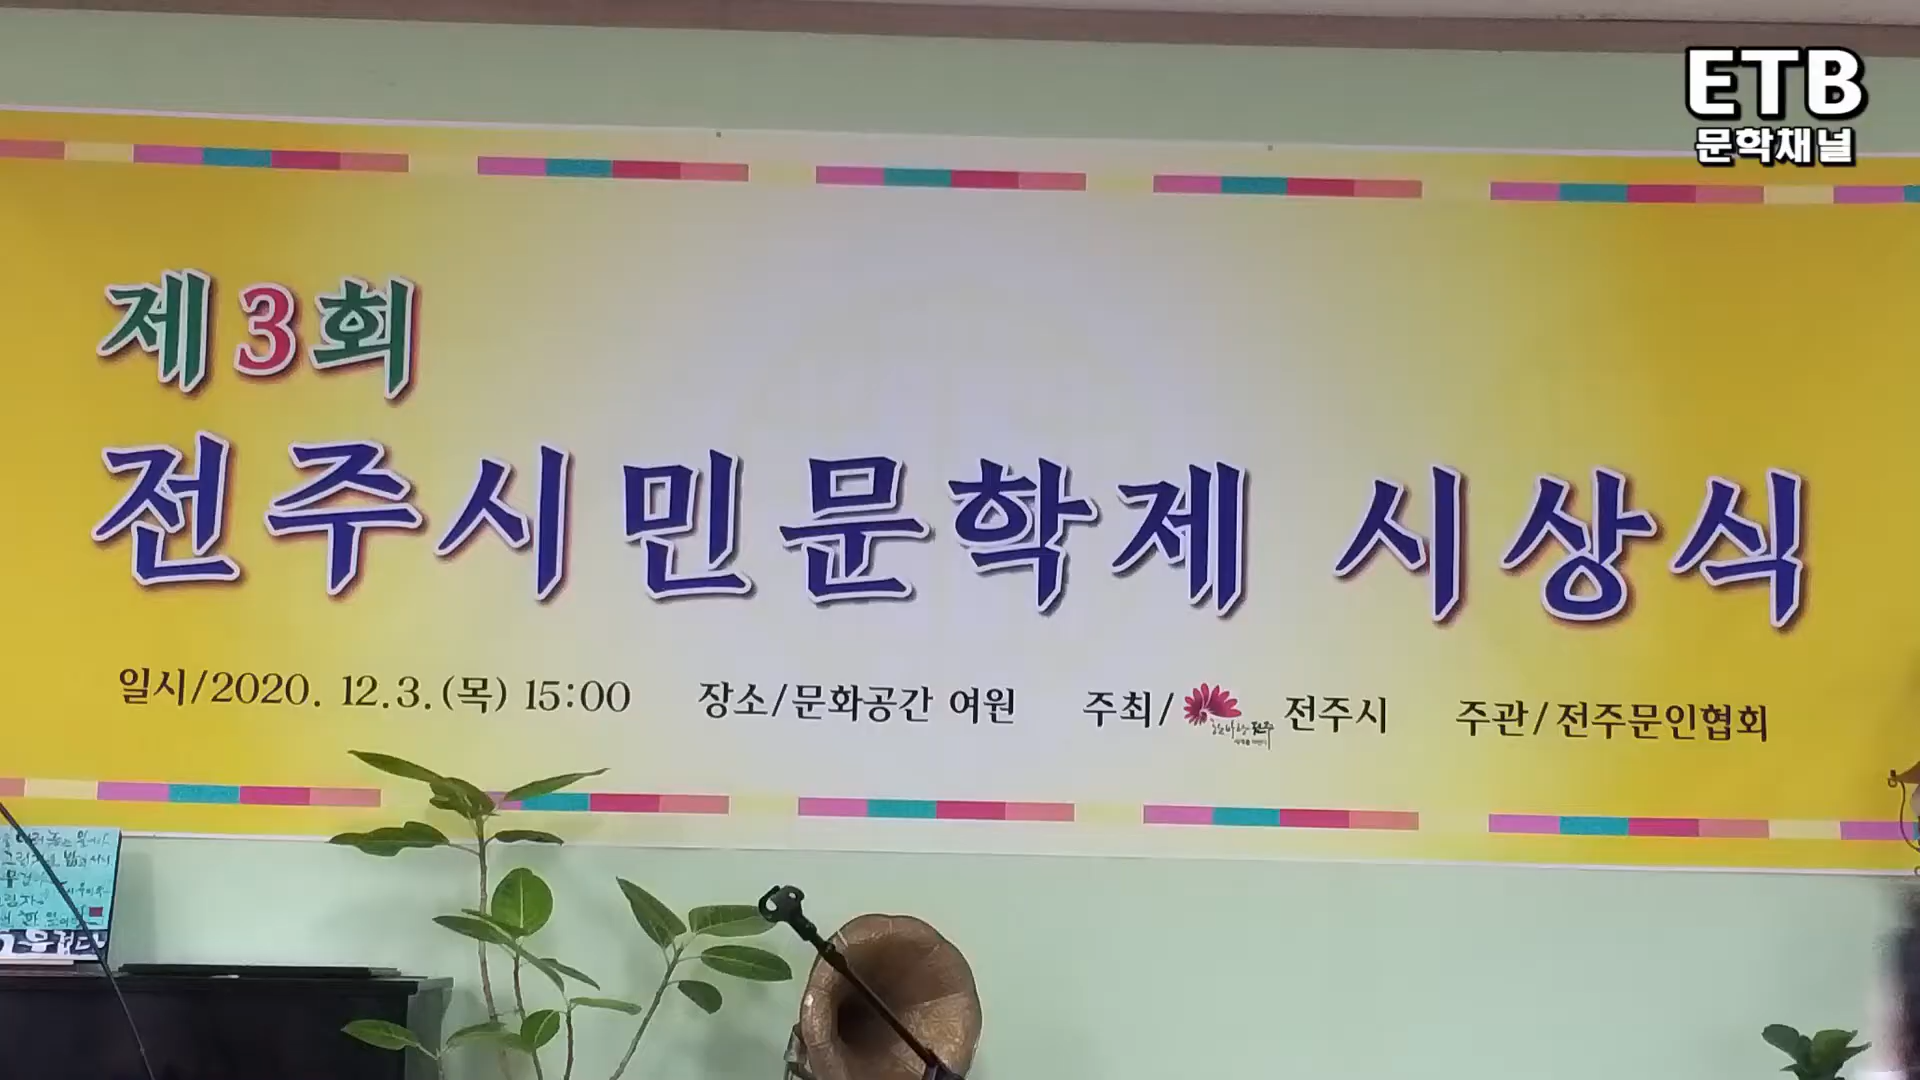 ETB
문학채널
제3회
전주시민문학제 시상식
일시/2020. 12.3.(목) 15:00 장소/문화공간 여원 주최/ 전주시 주관/전주문인협회